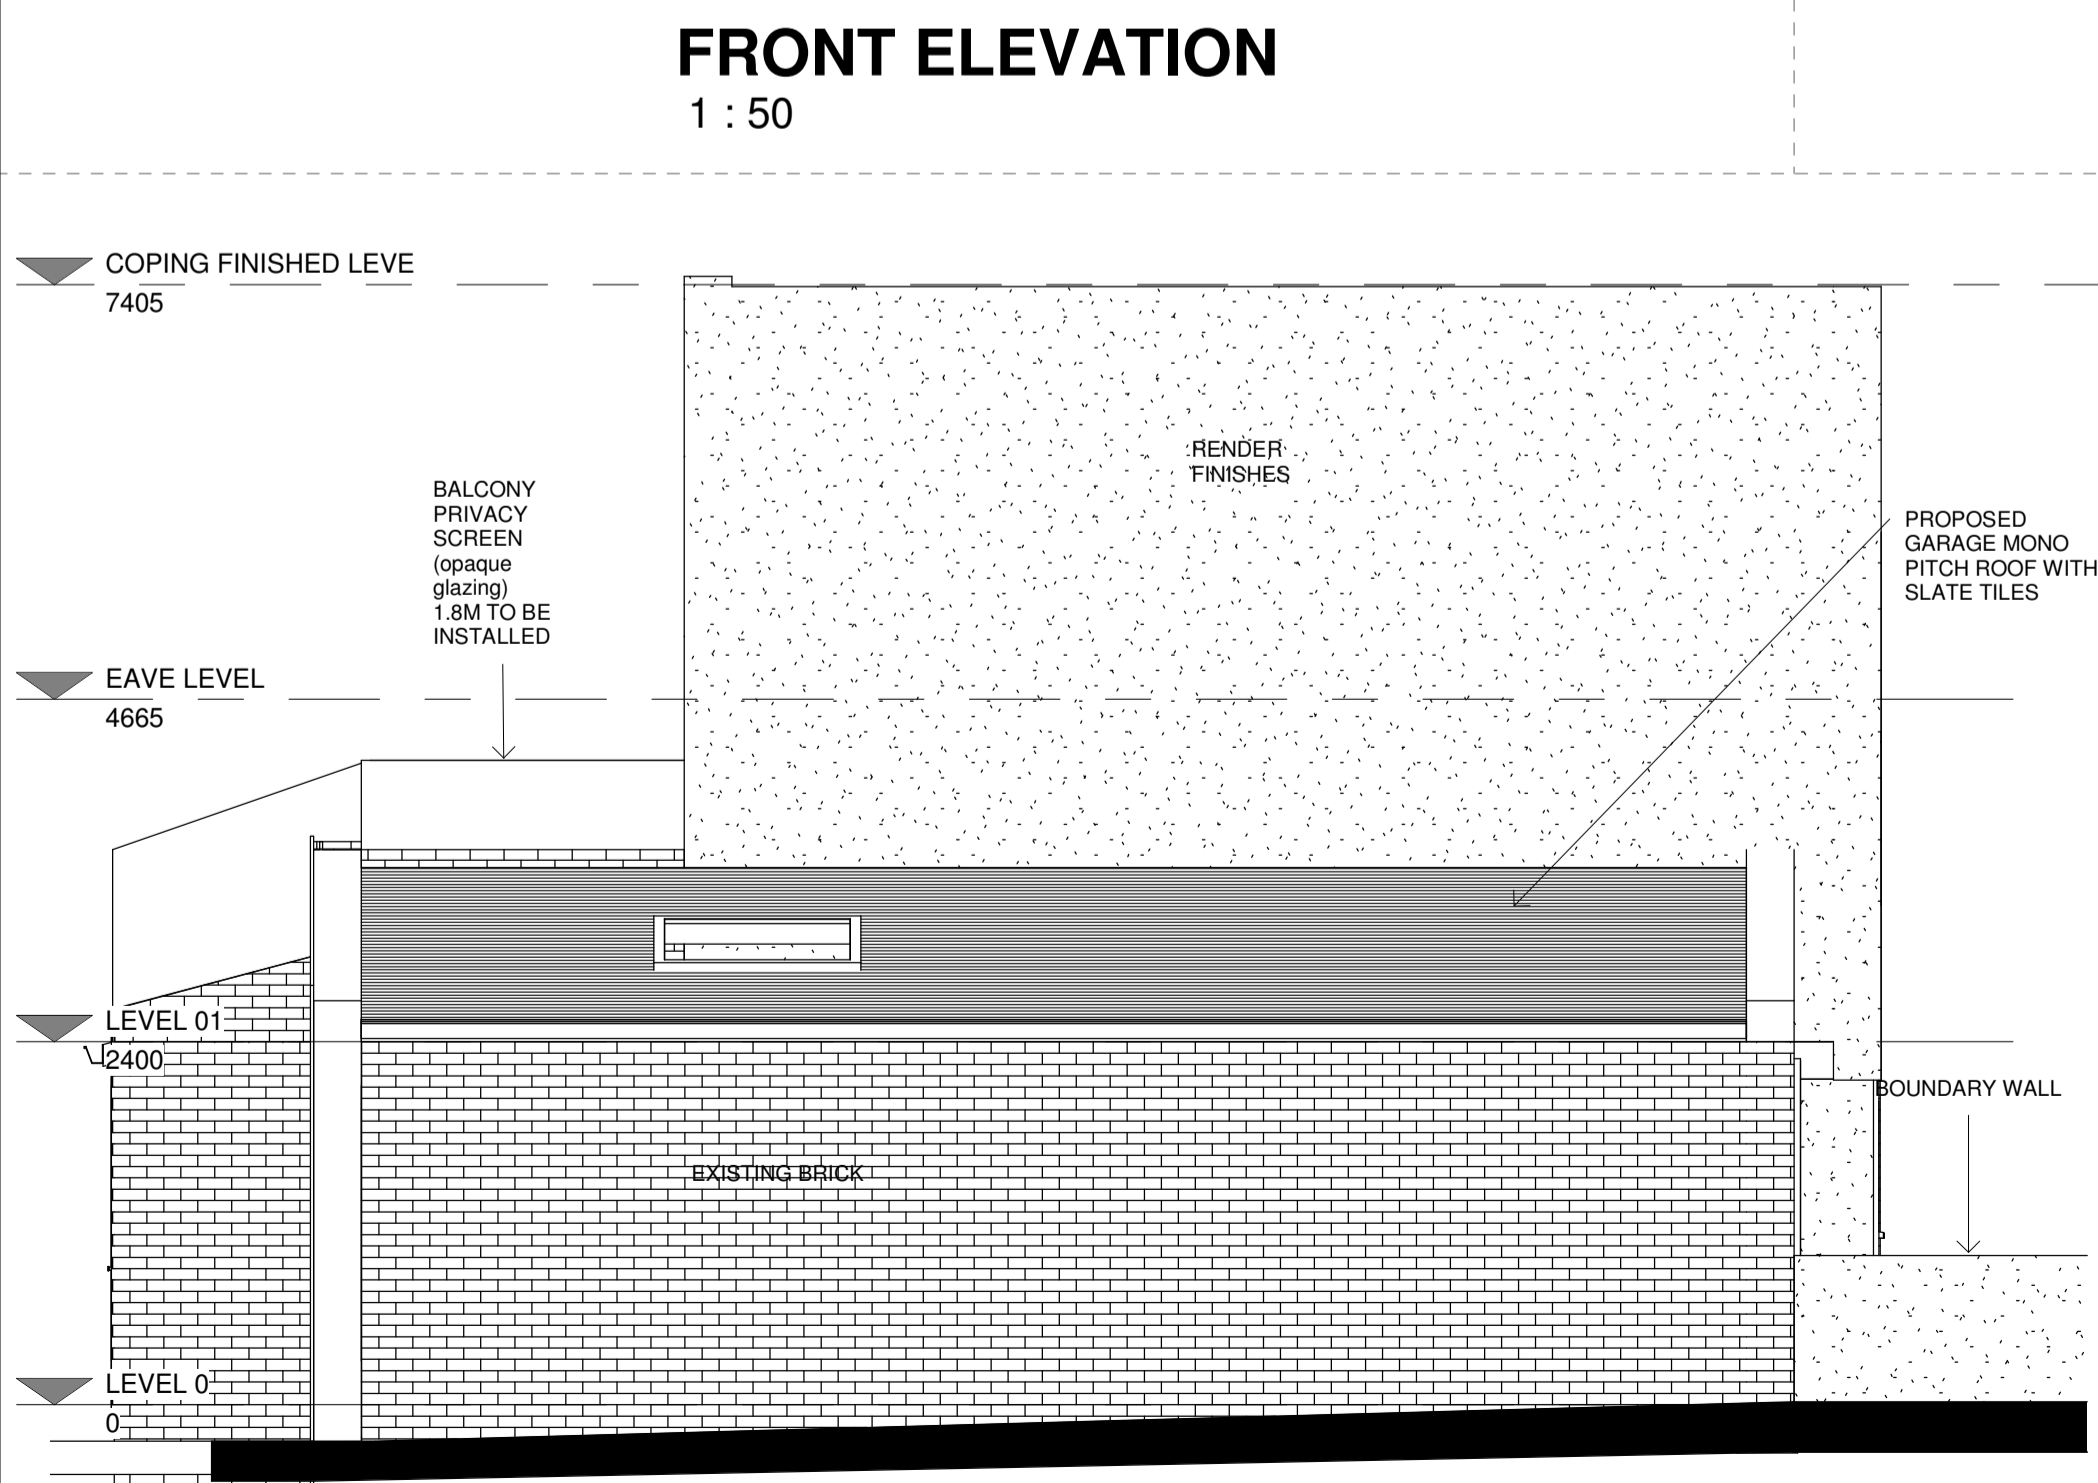 FRONT ELEVATION
1 : 50
COPING FINISHED LEVE
7405
RENDER
FINISHES
BALCONY
PRIVACY
SCREEN
(opaque
glazing)
1.8M TO BE
INSTALLED
PROPOSED
GARAGE MONO
PITCH ROOF WITH
SLATE TILES
EAVE LEVEL
4665
LEVEL 01
2400
BOUNDARY WALL
EXISTING BRICK
LEVEL 0
0